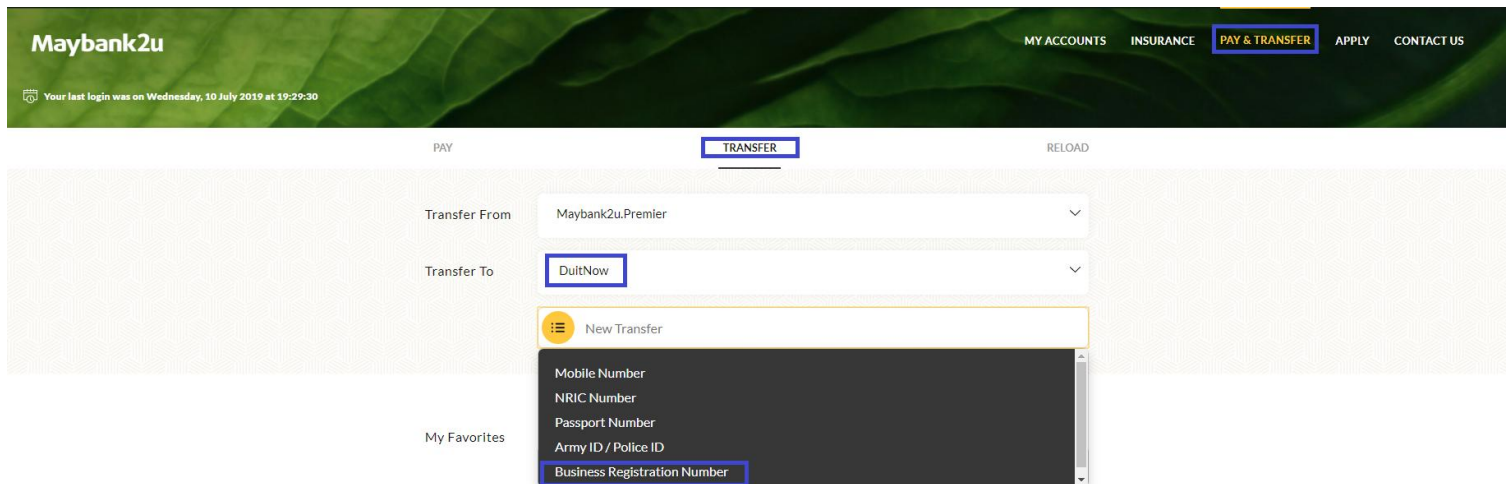 Maybank2u
MY ACCOUNTS INSURANCE PAY & TRANSFER APPLY CONTACT US
Your last login was on Wednesday, 10 July 2019 at 19:29:30
PAY TRANSFER RELOAD
Transfer From Maybank2u.Premier
Transfer To DuitNow
New Transfer
Mobile Number
NRIC Number
Passport Number
My Favorites
Army ID / Police ID
Business Registration Number